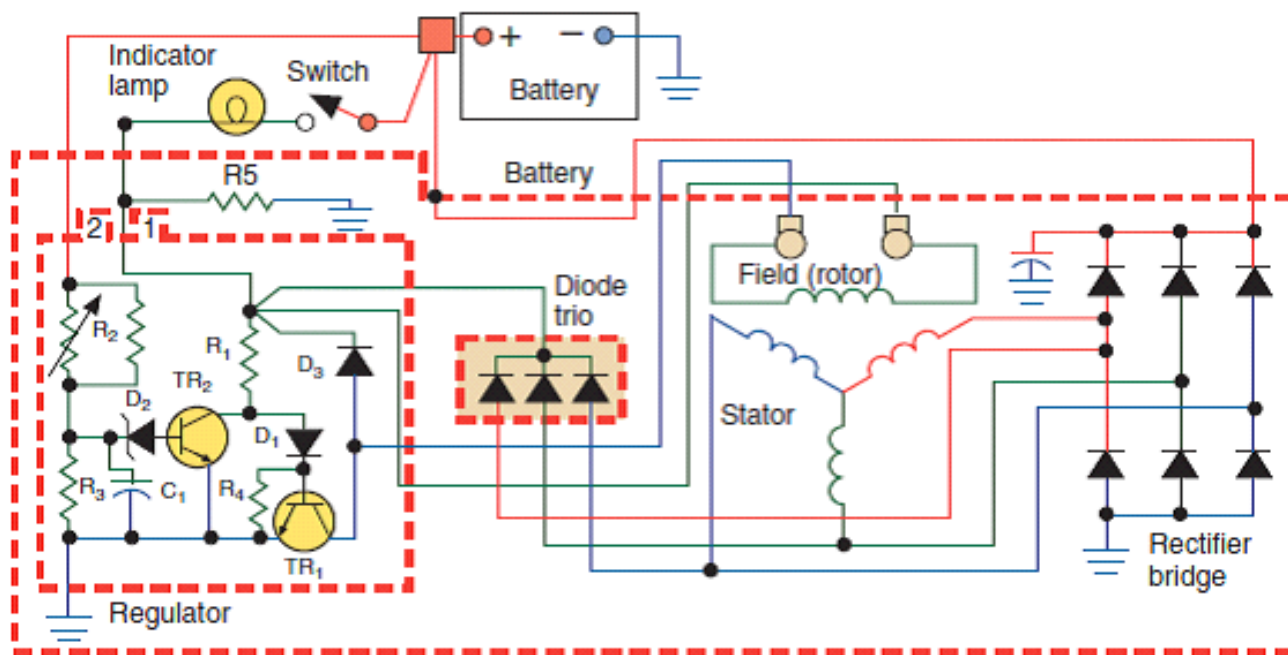 Indicator
lamp
Switch
+ −
Battery
Battery
R5
2
1
Field (rotor)
Diode
trio
R2
R1
D3
TR2
D2
D1
Stator
R3
C1
R4
TR1
Rectifier
bridge
Regulator